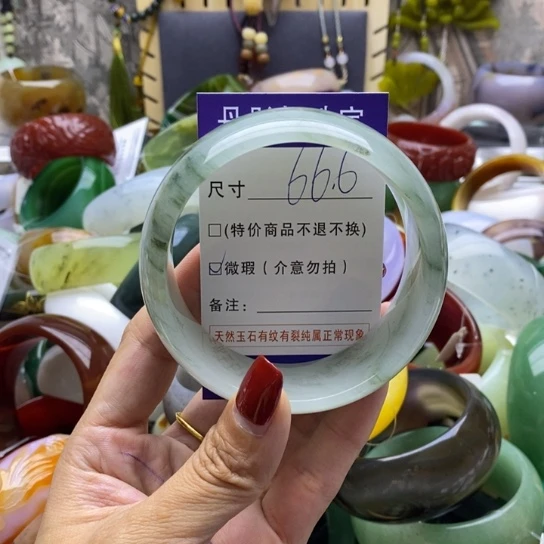 尺寸 66.6
□(特价商品不退不换)
☑微瑕(介意勿拍)
备注:
天然玉石有纹有裂纯属正常现象